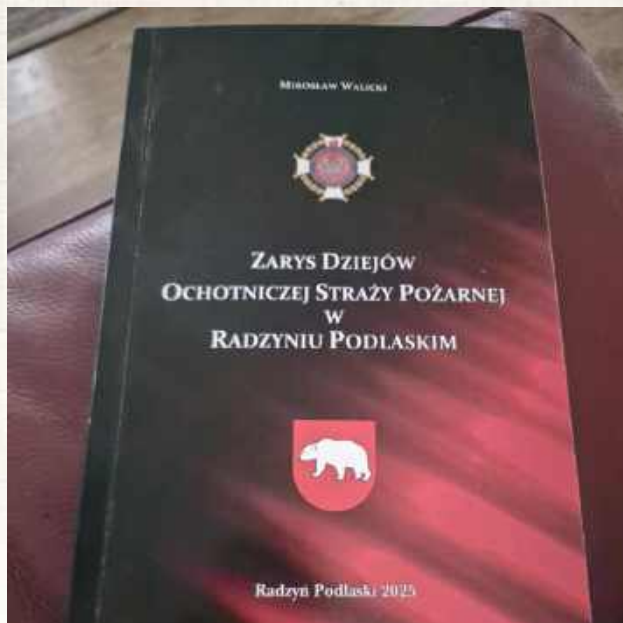 Mirosław Walicki
Zarys Dziejów
Ochotniczej Straży Pożarnej
w
Radzyniu Podlaskim
Radzyń Podlaski 2025